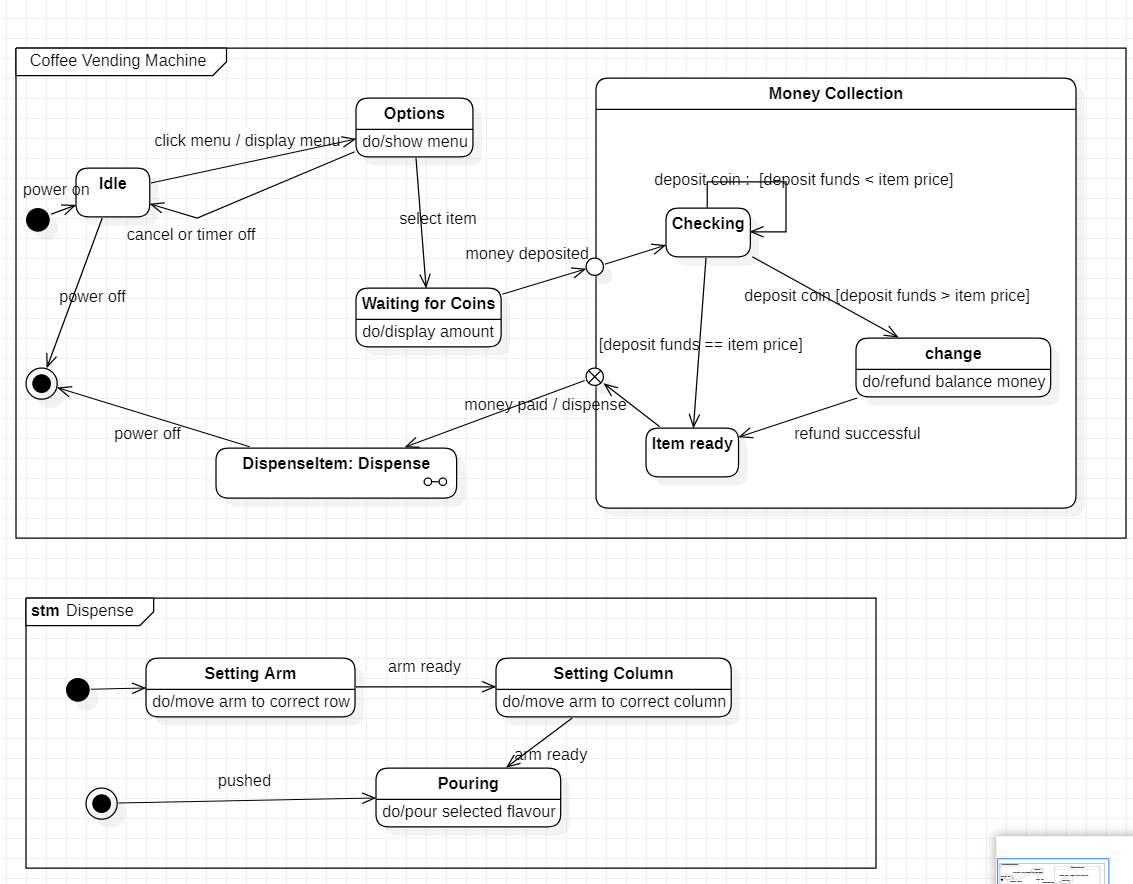 Coffee Vending Machine
Money Collection
Options
do/show menu
click menu / display menu
Idle
power on
deposit coin : [deposit funds < item price]
Checking
select item
cancel or timer off
money deposited
power off
Waiting for Coins
do/display amount
deposit coin [deposit funds > item price]
[deposit funds == item price]
change
do/refund balance money
money paid / dispense
power off
refund successful
Item ready
DispenseItem: Dispense
stm Dispense
Setting Arm
do/move arm to correct row
arm ready
Setting Column
do/move arm to correct column
arm ready
pushed
Pouring
do/pour selected flavour